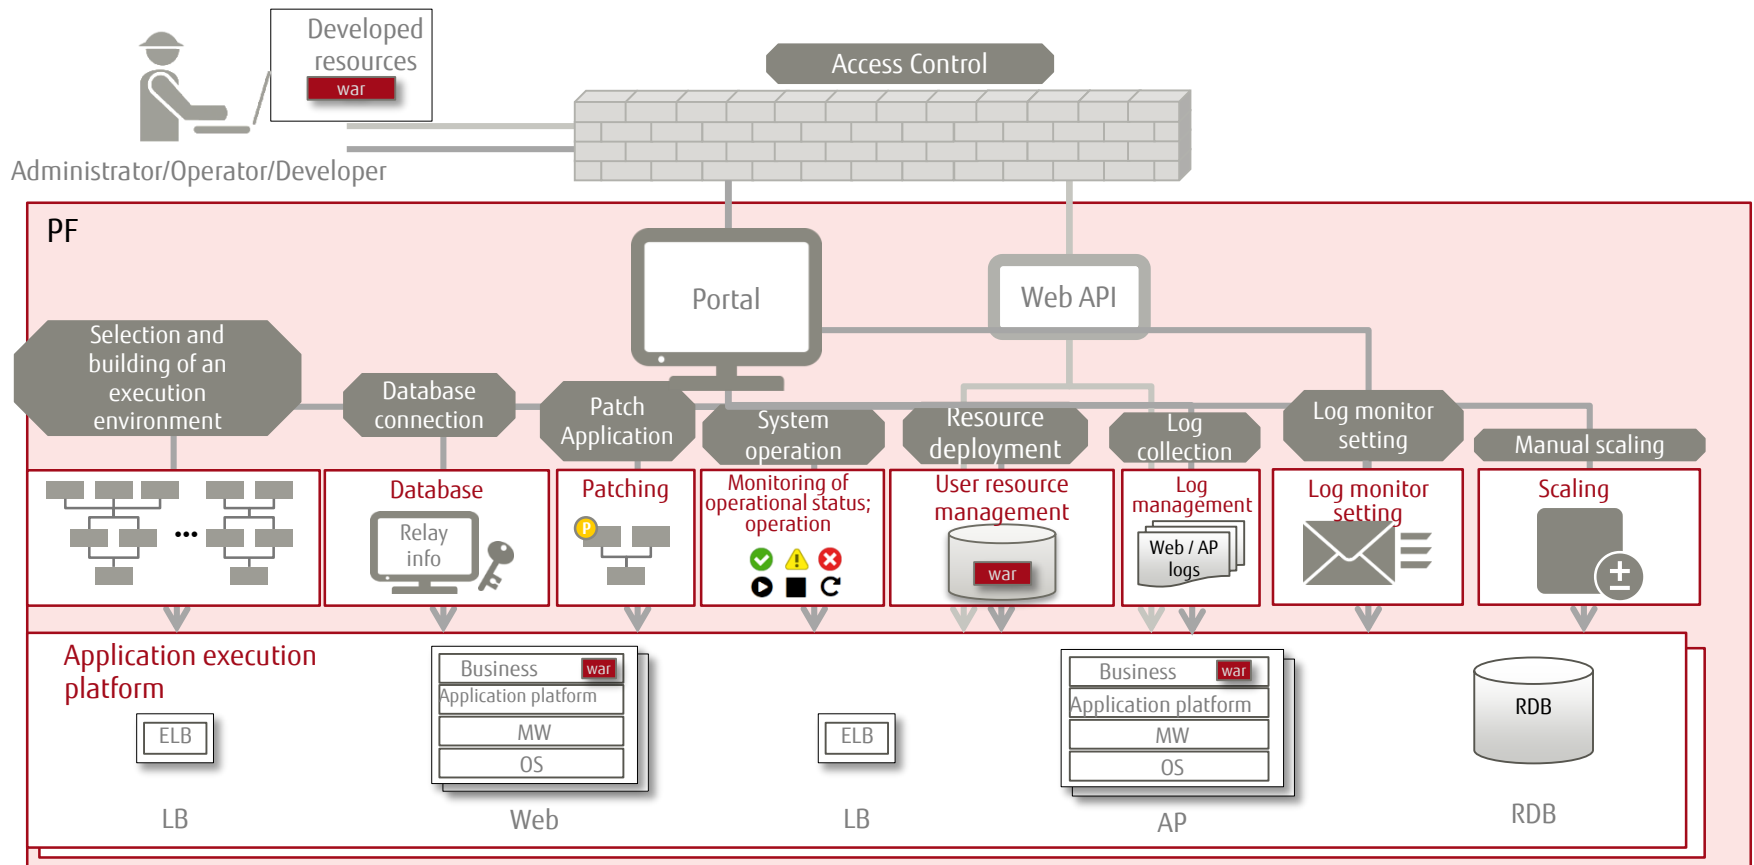 Developed
resources
war
Access Control
Administrator/Operator/Developer
PF
Portal
Web API
Selection and
building of an
execution
environment
Database
connection
Patch
Application
System
operation
Resource
deployment
Log
collection
Log monitor
setting
Manual scaling
Database
Relay
info
Patching
P
Monitoring of
operational status;
operation
User resource
management
war
Log
management
Web / AP
logs
Log monitor
setting
Scaling
±
Application execution
platform
ELB
LB
Business
war
Application platform
MW
OS
Web
ELB
LB
Business
war
Application platform
MW
OS
AP
RDB
RDB